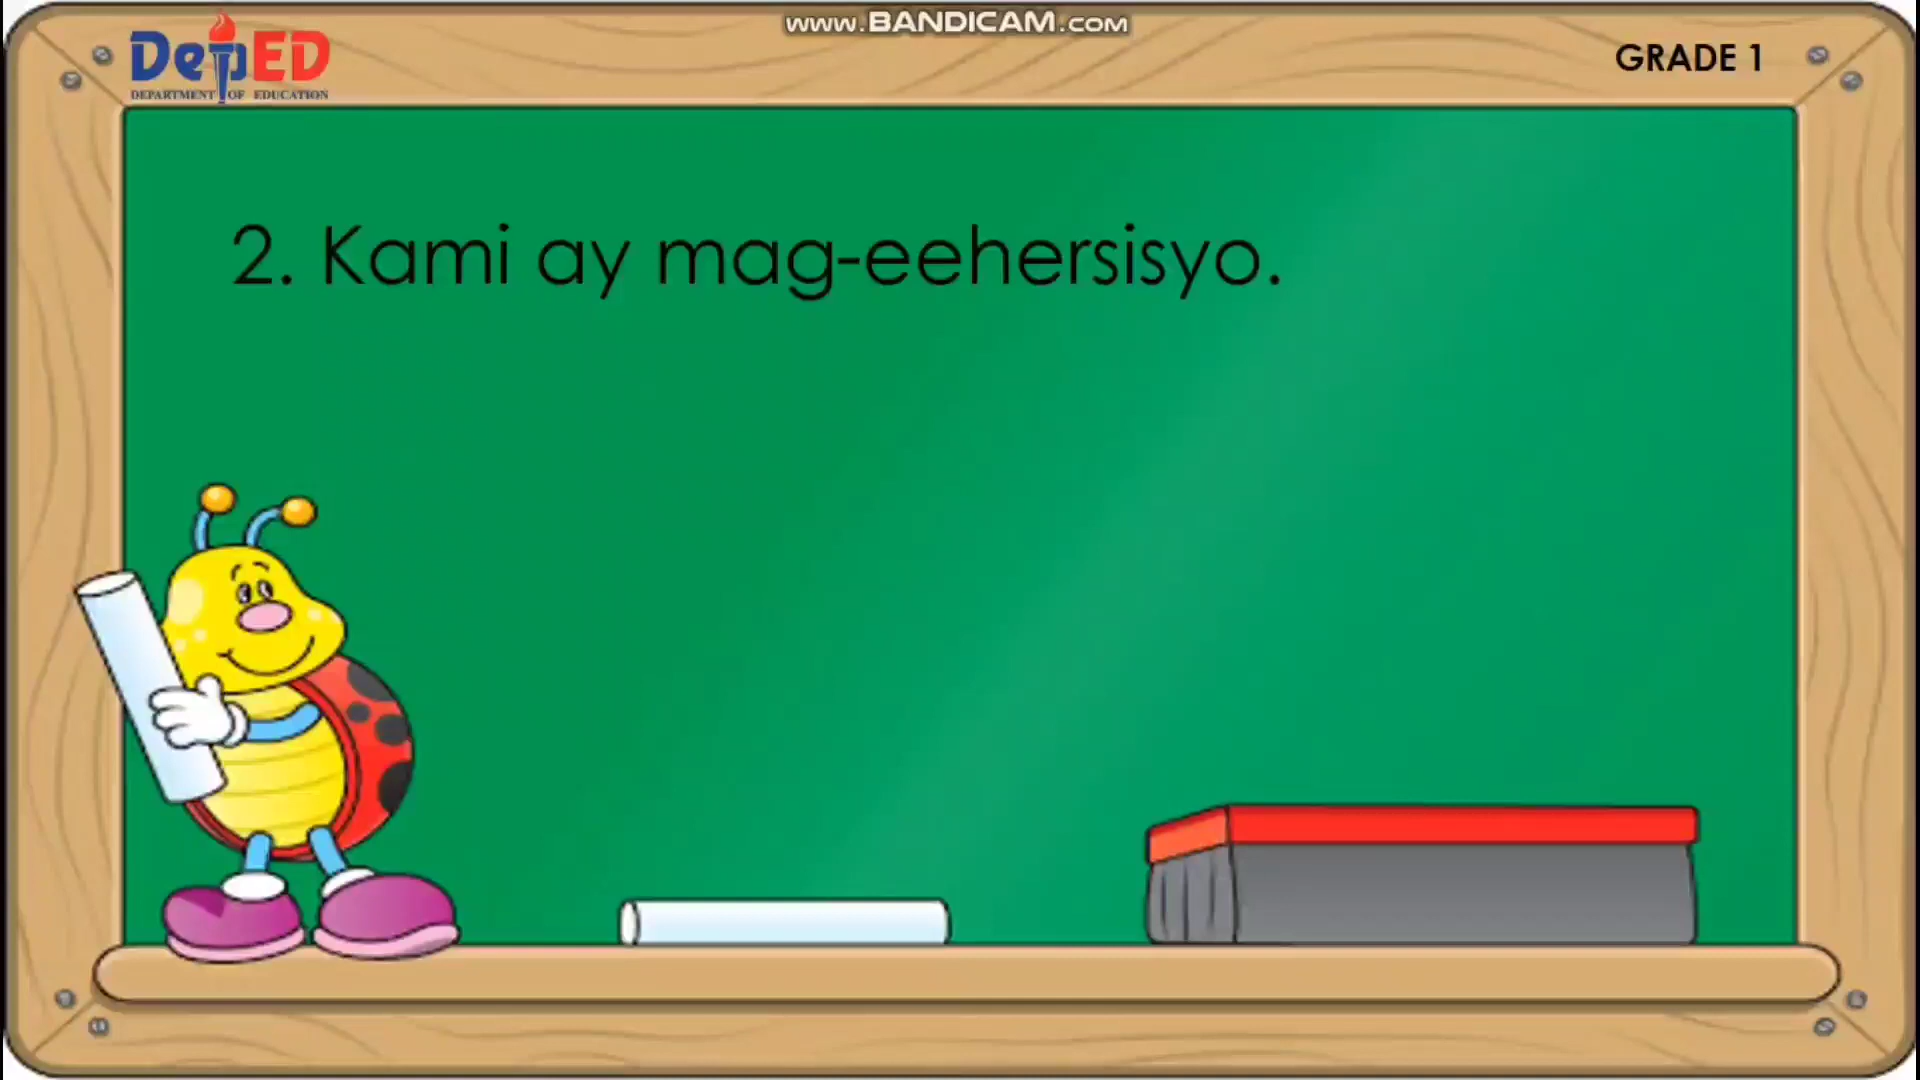 www.BANDICAM.com
DepED
DEPARTMENT OF EDUCATION
GRADE 1
2. Kami ay mag-eehersisyo.